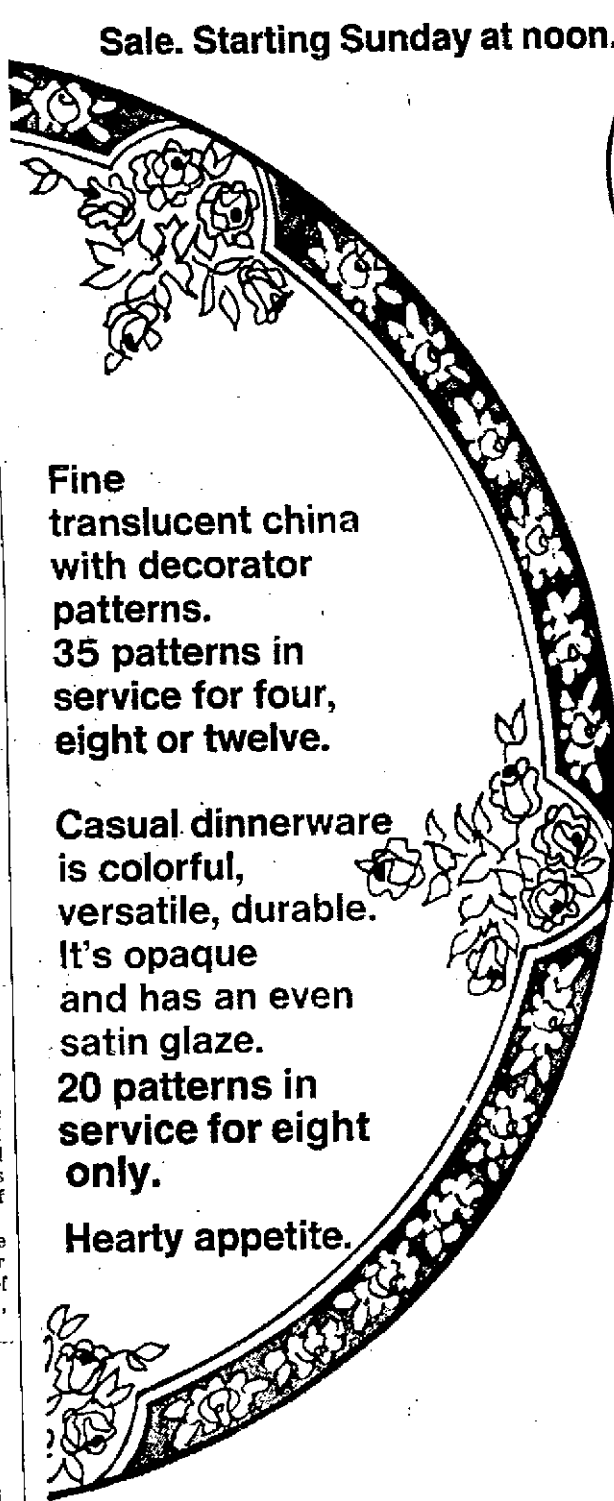 Sale. Starting Sunday at noon.
Fine
translucent china
with decorator
patterns.
35 patterns in
service for four,
eight or twelve.
Casual dinnerware
is colorful,
versatile, durable.
It's opaque
and has an even
satin glaze.
20 patterns in
service for eight
only.
Hearty appetite.